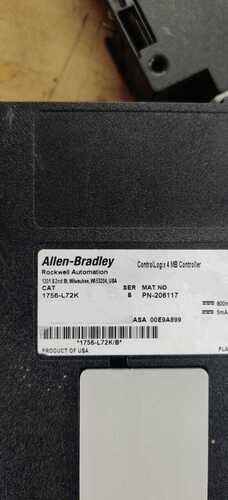 Allen-Bradley ControlLogix 4 MB Controller
Rockwell Automation
1201 S 2nd St, Milwaukee, WI 53204, USA
CAT SER MAT NO
1756-L72K B PN-206117
800m
5mA
ASA 00E9A899
*1756-L72K/B*
PRODUCT OF USA FLA